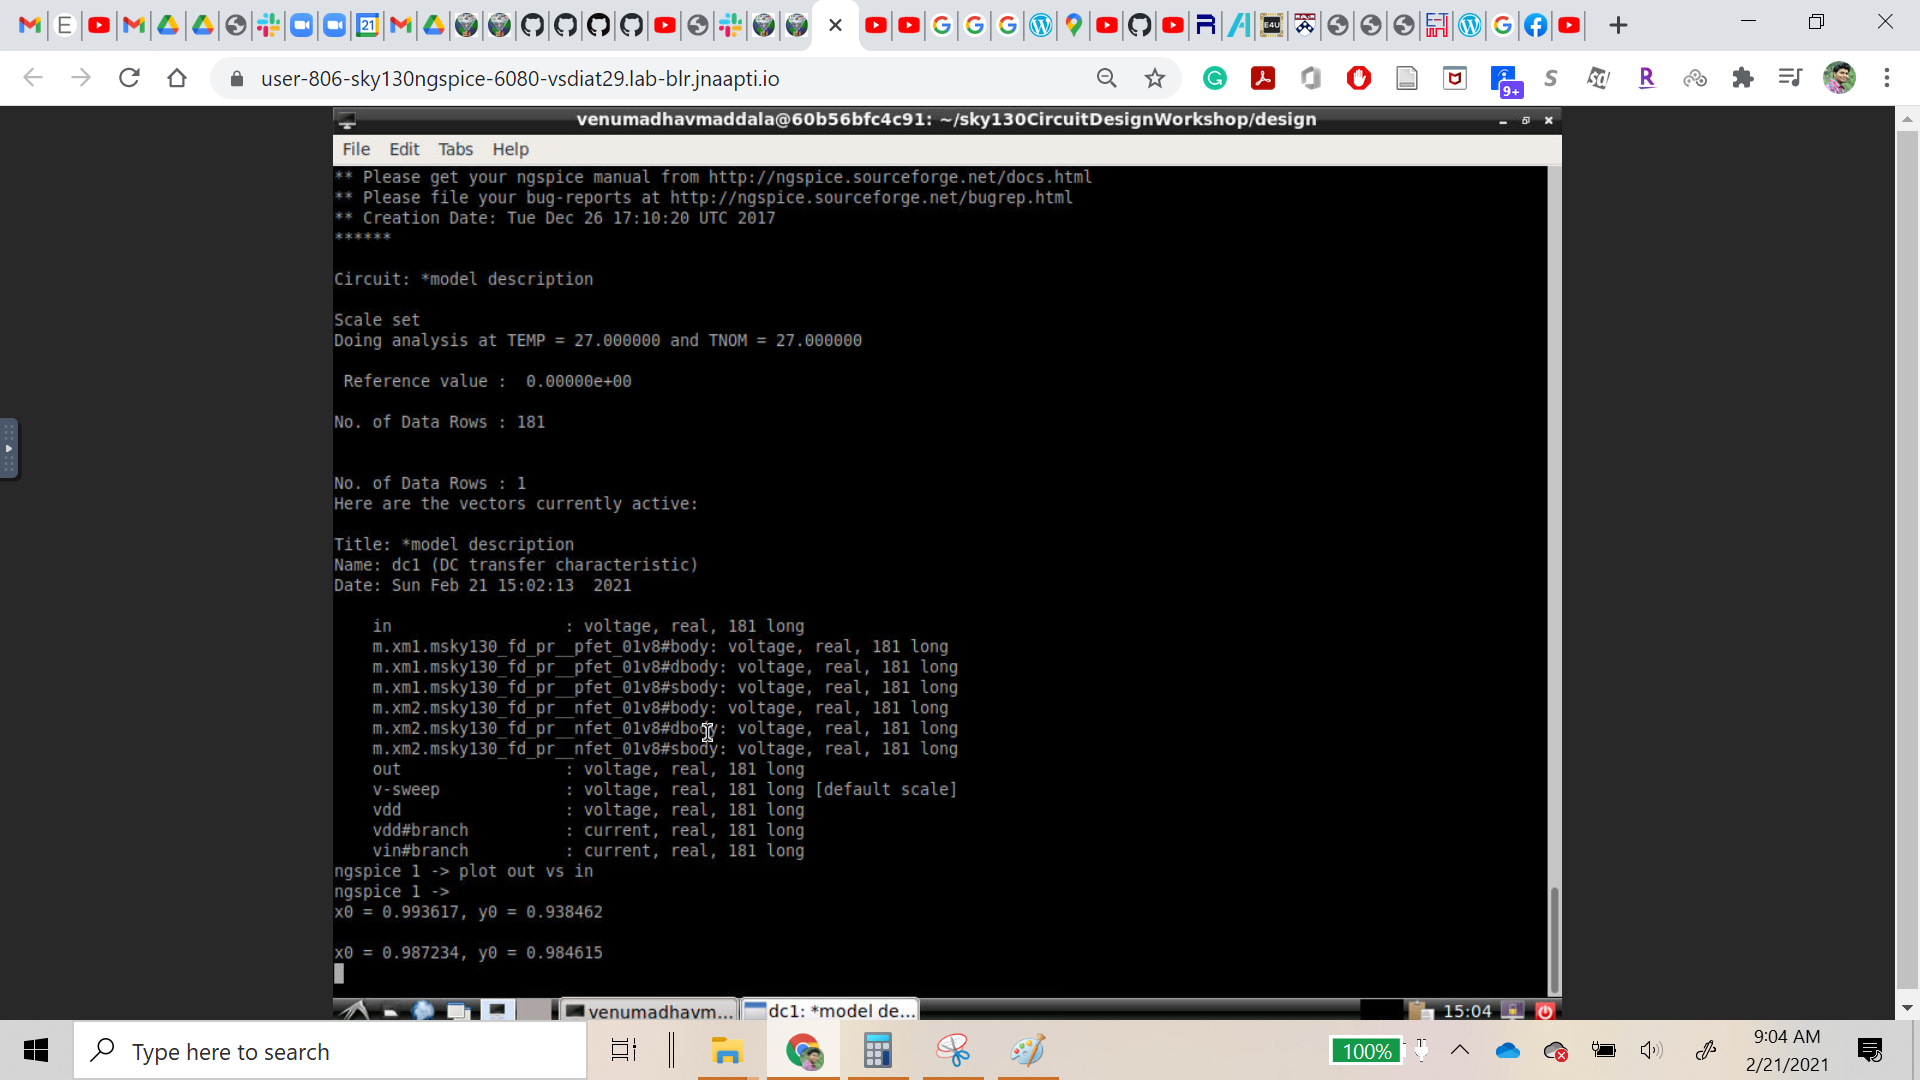 21
user-806-sky130ngspice-6080-vsdiat29.lab-blr.jnaapti.io
9+
venumadhavmaddala@60b56bfc4c91: ~/sky130CircuitDesignWorkshop/design
File Edit Tabs Help
** Please get your ngspice manual from http://ngspice.sourceforge.net/docs.html
** Please file your bug-reports at http://ngspice.sourceforge.net/bugrep.html
** Creation Date: Tue Dec 26 17:10:20 UTC 2017
******
Circuit: *model description
Scale set
Doing analysis at TEMP = 27.000000 and TNOM = 27.000000
Reference value :  0.00000e+00
No. of Data Rows : 181
No. of Data Rows : 1
Here are the vectors currently active:
Title: *model description
Name: dc1 (DC transfer characteristic)
Date: Sun Feb 21 15:02:13  2021
in : voltage, real, 181 long
m.xm1.msky130_fd_pr__pfet_01v8#body: voltage, real, 181 long
m.xm1.msky130_fd_pr__pfet_01v8#dbody: voltage, real, 181 long
m.xm1.msky130_fd_pr__pfet_01v8#sbody: voltage, real, 181 long
m.xm2.msky130_fd_pr__nfet_01v8#body: voltage, real, 181 long
m.xm2.msky130_fd_pr__nfet_01v8#dbody: voltage, real, 181 long
m.xm2.msky130_fd_pr__nfet_01v8#sbody: voltage, real, 181 long
out : voltage, real, 181 long
v-sweep : voltage, real, 181 long [default scale]
vdd : voltage, real, 181 long
vdd#branch : current, real, 181 long
vin#branch : current, real, 181 long
ngspice 1 -> plot out vs in
ngspice 1 ->
x0 = 0.993617, y0 = 0.938462
x0 = 0.987234, y0 = 0.984615
venumadhavm... dc1: *model de... 15:04
Type here to search
100%
9:04 AM
2/21/2021